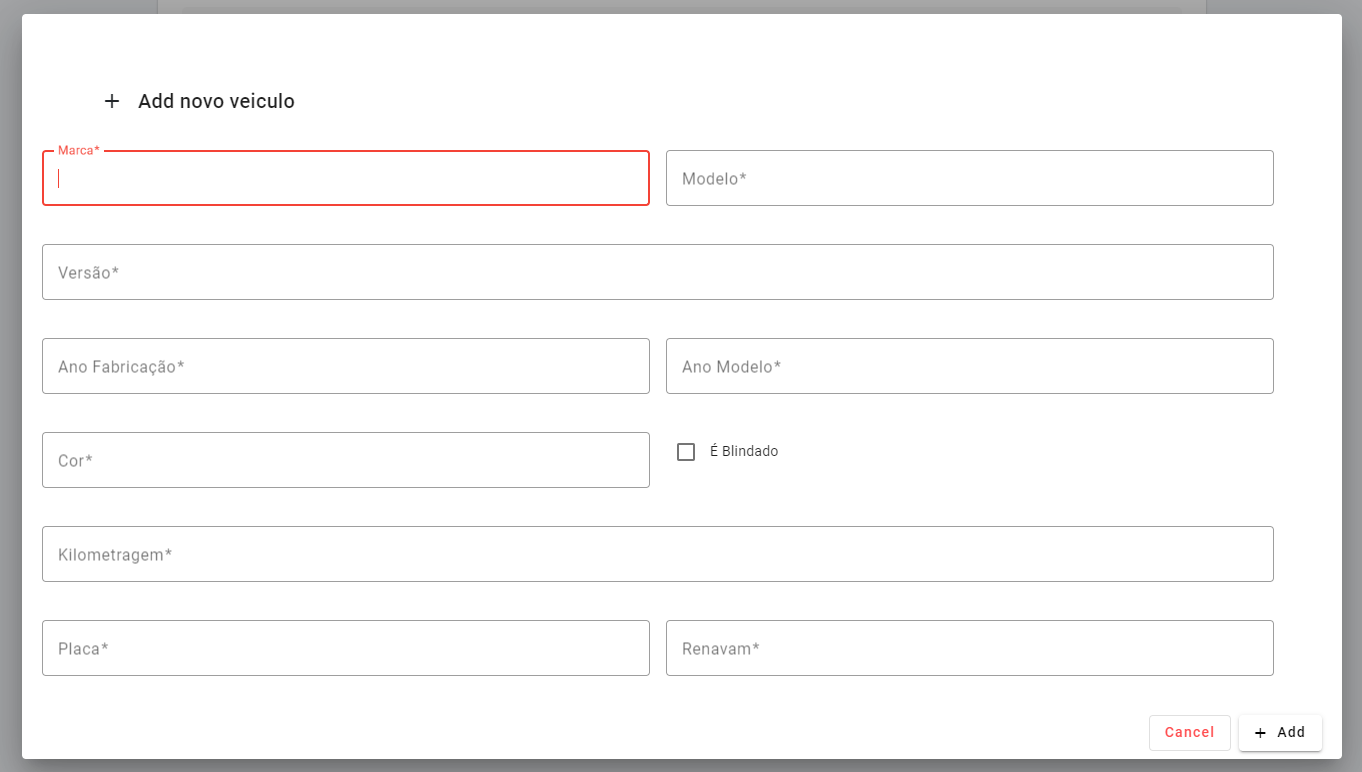 + Add novo veiculo
Marca*
Modelo*
Versão*
Ano Fabricação*
Ano Modelo*
Cor*
É Blindado
Kilometragem*
Placa*
Renavam*
Cancel
+ Add